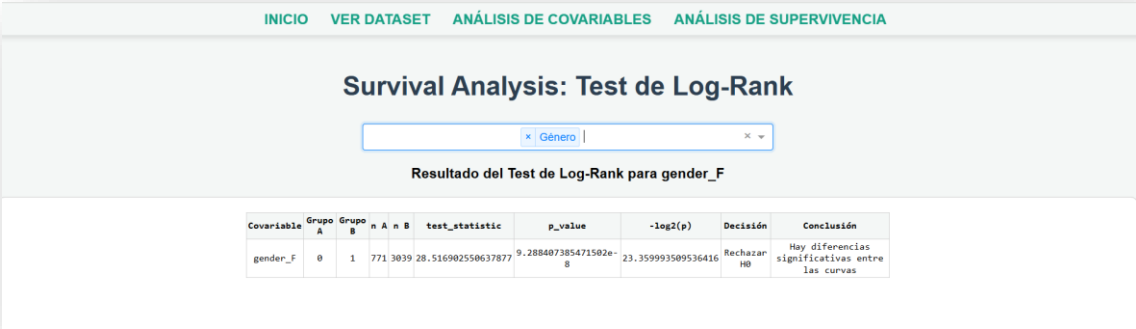 INICIO VER DATASET ANÁLISIS DE COVARIABLES ANÁLISIS DE SUPERVIVENCIA
Survival Analysis: Test de Log-Rank
× Género × 
Resultado del Test de Log-Rank para gender_F
Covariable Grupo A Grupo B n A n B test_statistic p_value -log2(p) Decisión Conclusión
gender_F 0 1 771 3039 28.516902550637877 9.288407385471502e-8 23.359993509536416 Rechazar H0 Hay diferencias significativas entre las curvas